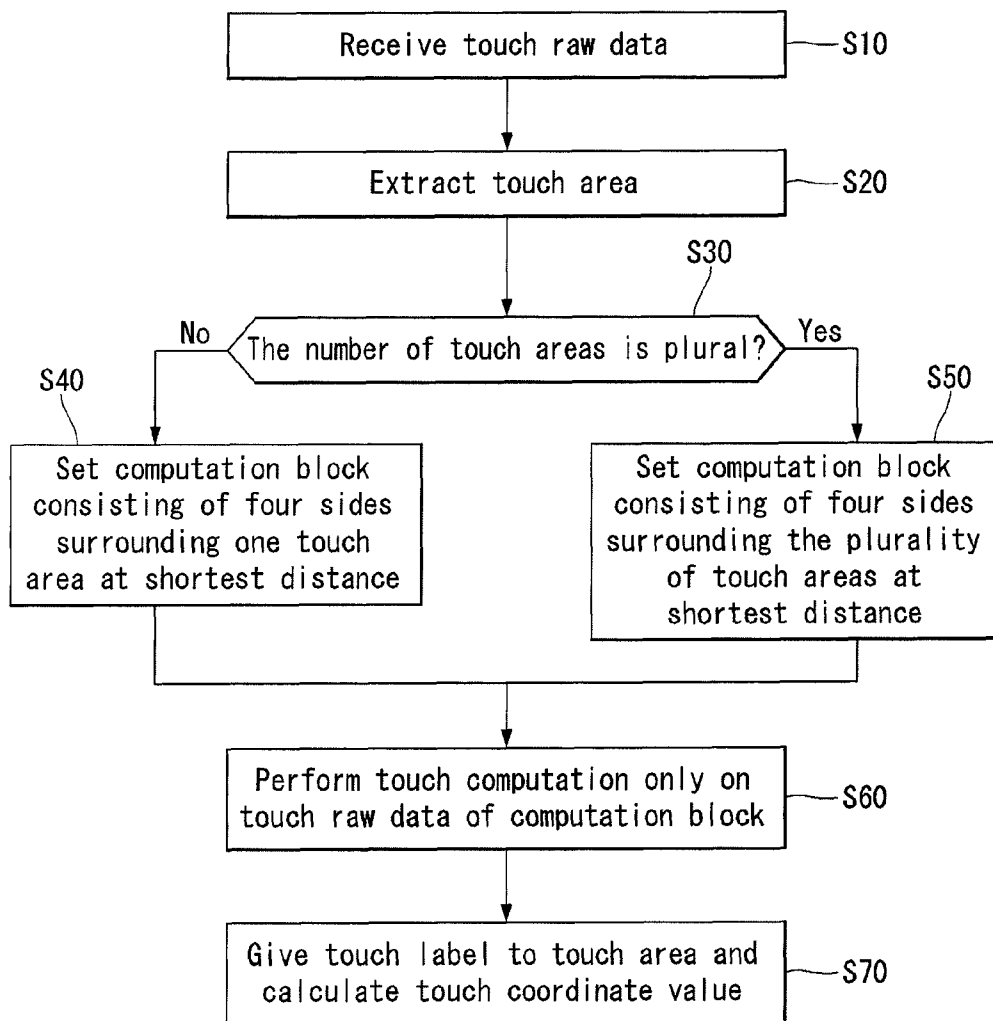 Receive touch raw data
S10
Extract touch area
S20
S30
No
The number of touch areas is plural?
Yes
S40
Set computation block
consisting of four sides
surrounding one touch
area at shortest distance
S50
Set computation block
consisting of four sides
surrounding the plurality
of touch areas at
shortest distance
Perform touch computation only on
touch raw data of computation block
S60
Give touch label to touch area and
calculate touch coordinate value
S70